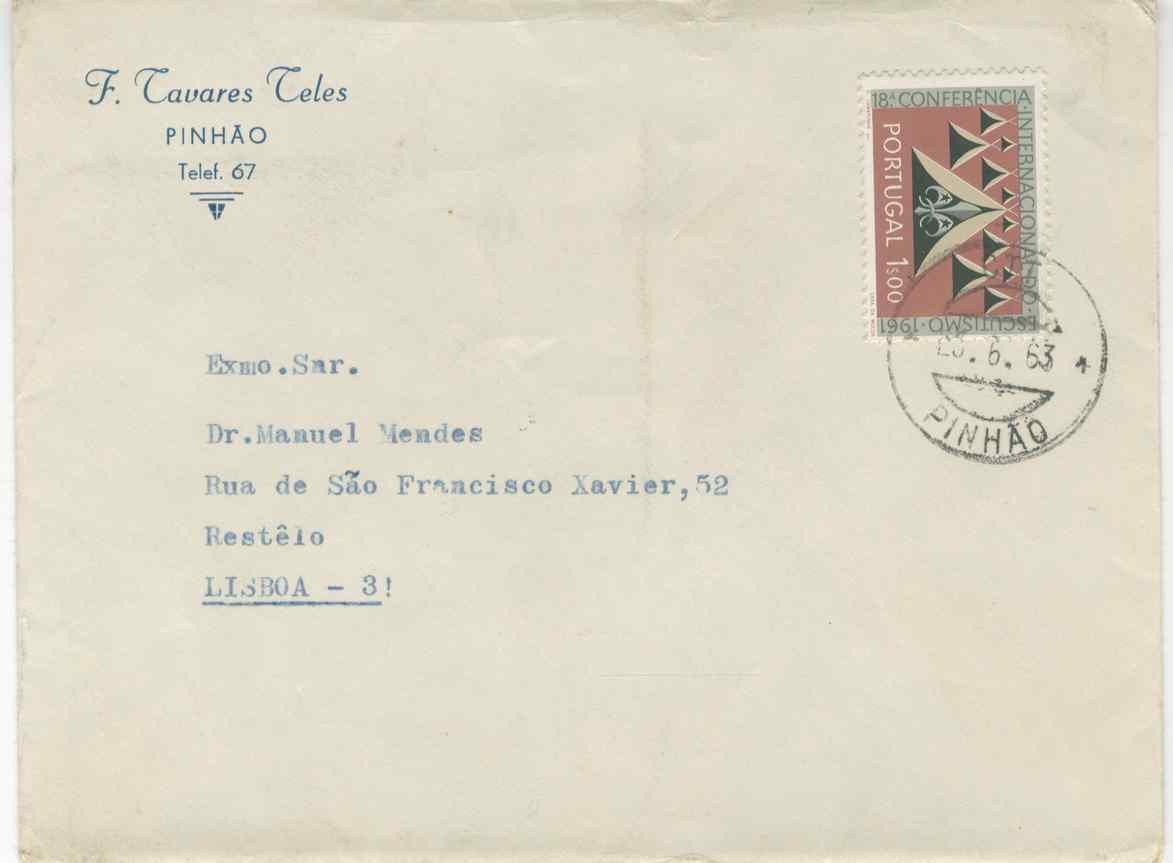 F. Tavares Teles
PINHÃO
Telef. 67
18.ª CONFERÊNCIA · INTERNACIONAL DO · ESCUTISMO · 1961
PORTUGAL 1$00
6. 63
PINHÃO
Exmo.Snr.
Dr.Manuel Mendes
Rua de São Francisco Xavier,52
Restêlo
LISBOA - 3!